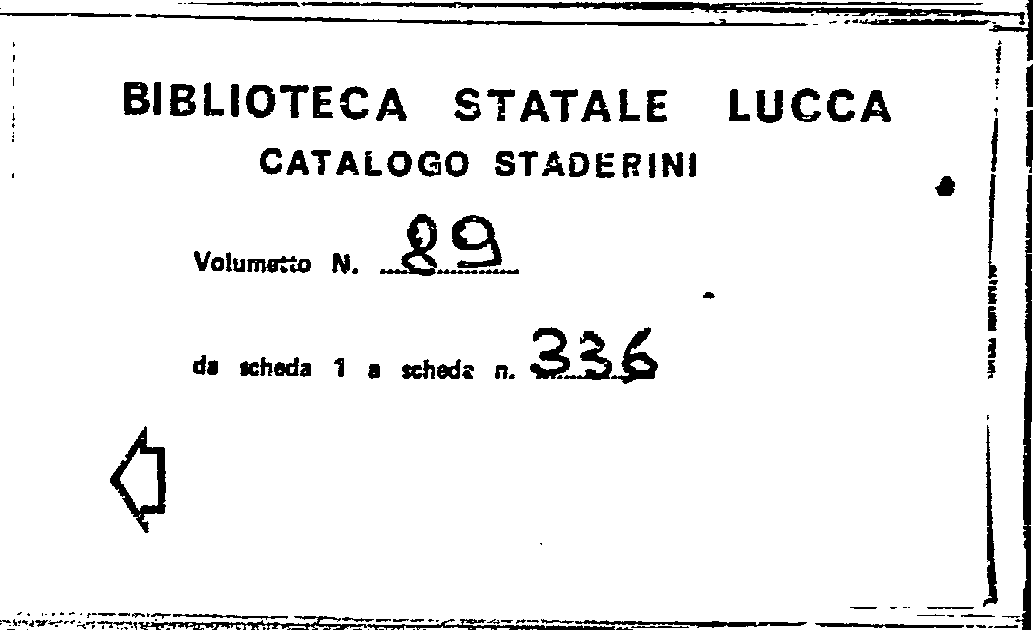 BIBLIOTECA STATALE LUCCA
CATALOGO STADERINI
Volumetto N. 89
da scheda 1 a scheda n. 336